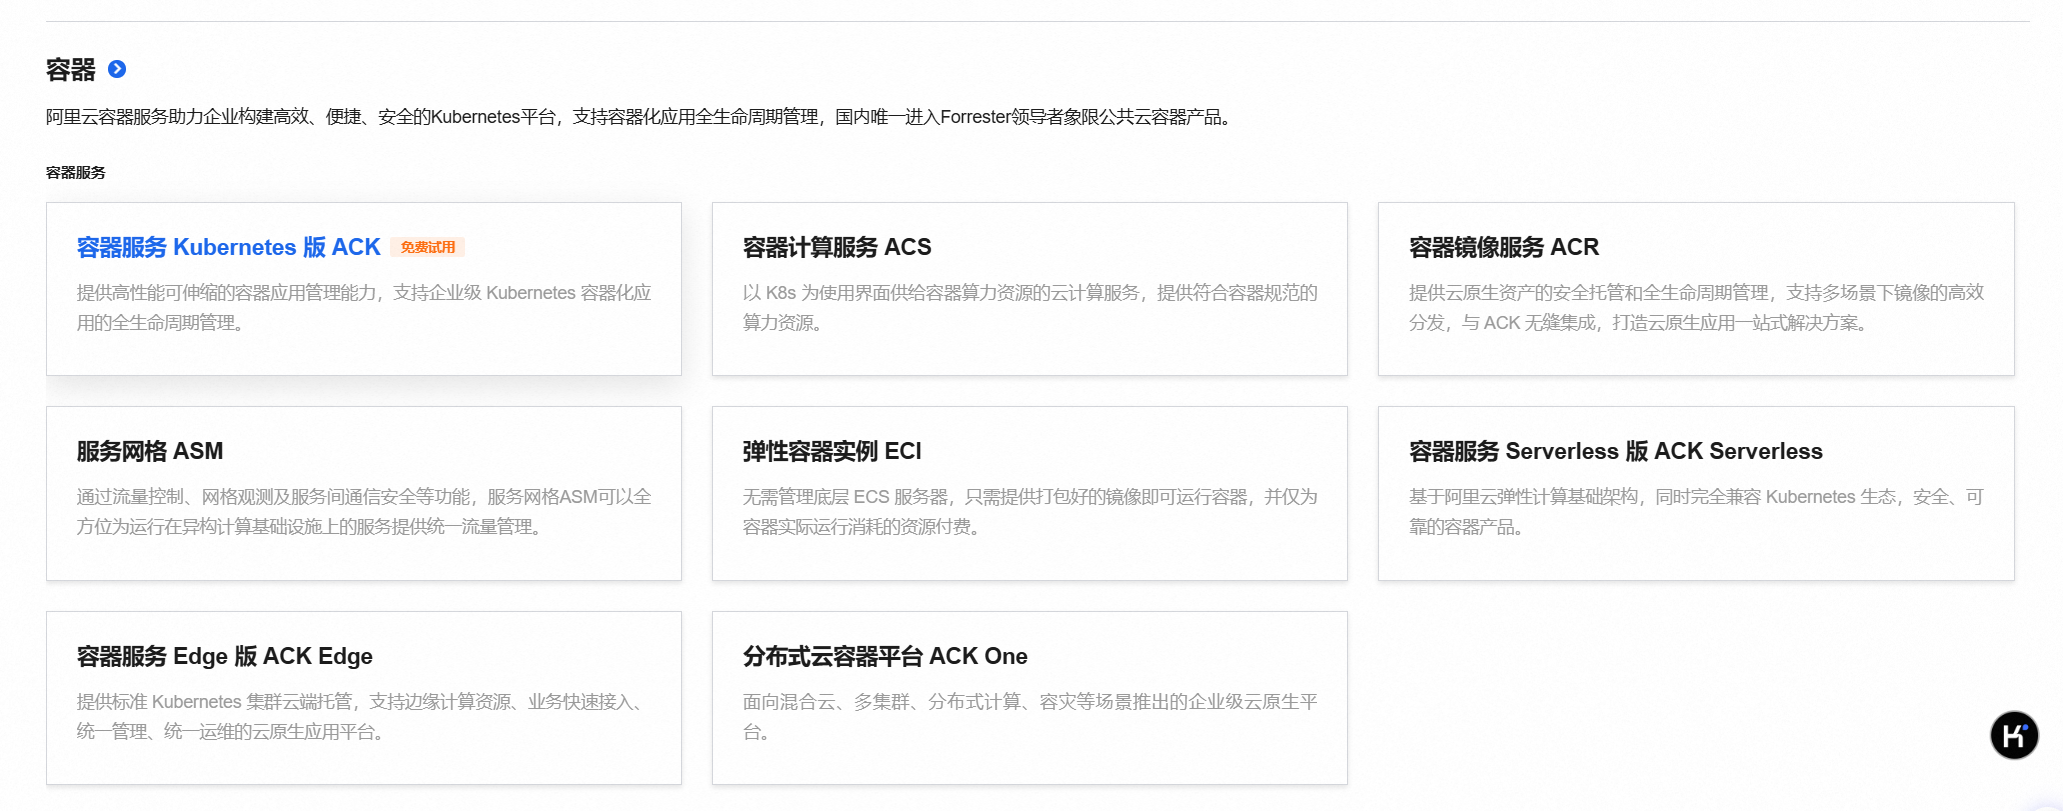 容器
阿里云容器服务助力企业构建高效、便捷、安全的Kubernetes平台，支持容器化应用全生命周期管理，国内唯一进入Forrester领导者象限公共云容器产品。
容器服务
容器服务 Kubernetes 版 ACK 免费试用
提供高性能可伸缩的容器应用管理能力，支持企业级 Kubernetes 容器化应
用的全生命周期管理。
容器计算服务 ACS
以 K8s 为使用界面供给容器算力资源的云计算服务，提供符合容器规范的
算力资源。
容器镜像服务 ACR
提供云原生资产的安全托管和全生命周期管理，支持多场景下镜像的高效
分发，与 ACK 无缝集成，打造云原生应用一站式解决方案。
服务网格 ASM
通过流量控制、网格观测及服务间通信安全等功能，服务网格ASM可以全
方位为运行在异构计算基础设施上的服务提供统一流量管理。
弹性容器实例 ECI
无需管理底层 ECS 服务器，只需提供打包好的镜像即可运行容器，并仅为
容器实际运行消耗的资源付费。
容器服务 Serverless 版 ACK Serverless
基于阿里云弹性计算基础架构，同时完全兼容 Kubernetes 生态，安全、可
靠的容器产品。
容器服务 Edge 版 ACK Edge
提供标准 Kubernetes 集群云端托管，支持边缘计算资源、业务快速接入、
统一管理、统一运维的云原生应用平台。
分布式云容器平台 ACK One
面向混合云、多集群、分布式计算、容灾等场景推出的企业级云原生平
台。
K